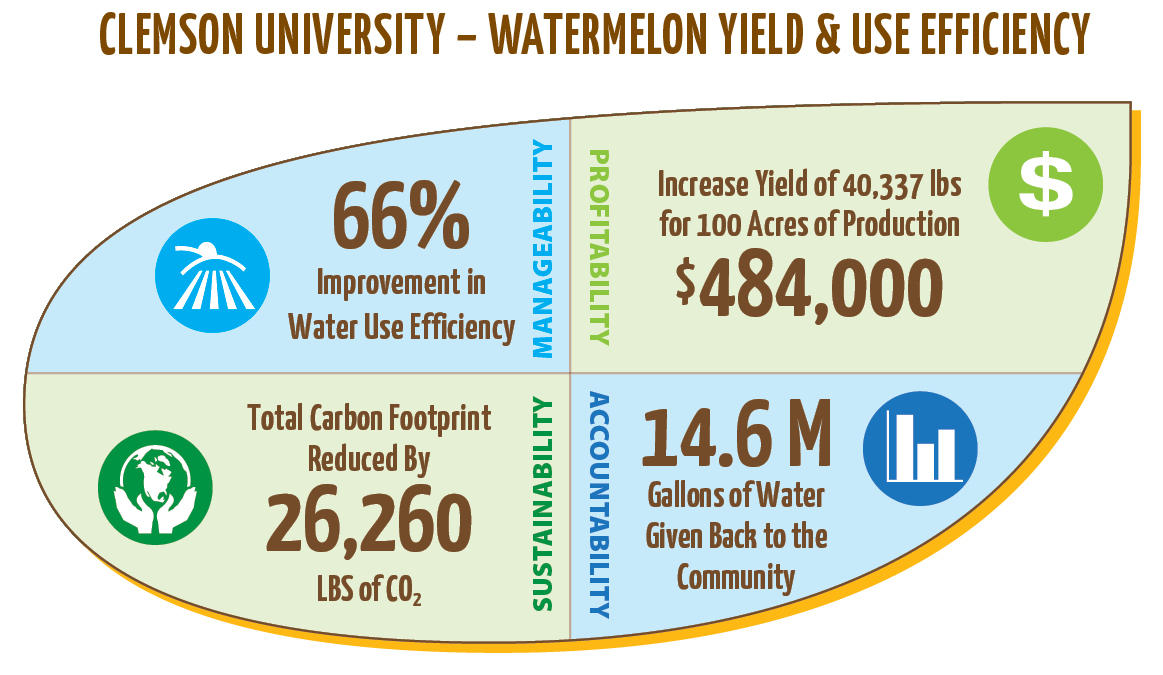 CLEMSON UNIVERSITY – WATERMELON YIELD & USE EFFICIENCY
66%
Improvement in
Water Use Efficiency
MANAGEABILITY
PROFITABILITY
Increase Yield of 40,337 lbs
for 100 Acres of Production
$484,000
$
Total Carbon Footprint
Reduced By
26,260
LBS of CO₂
SUSTAINABILITY
ACCOUNTABILITY
14.6 M
Gallons of Water
Given Back to the
Community